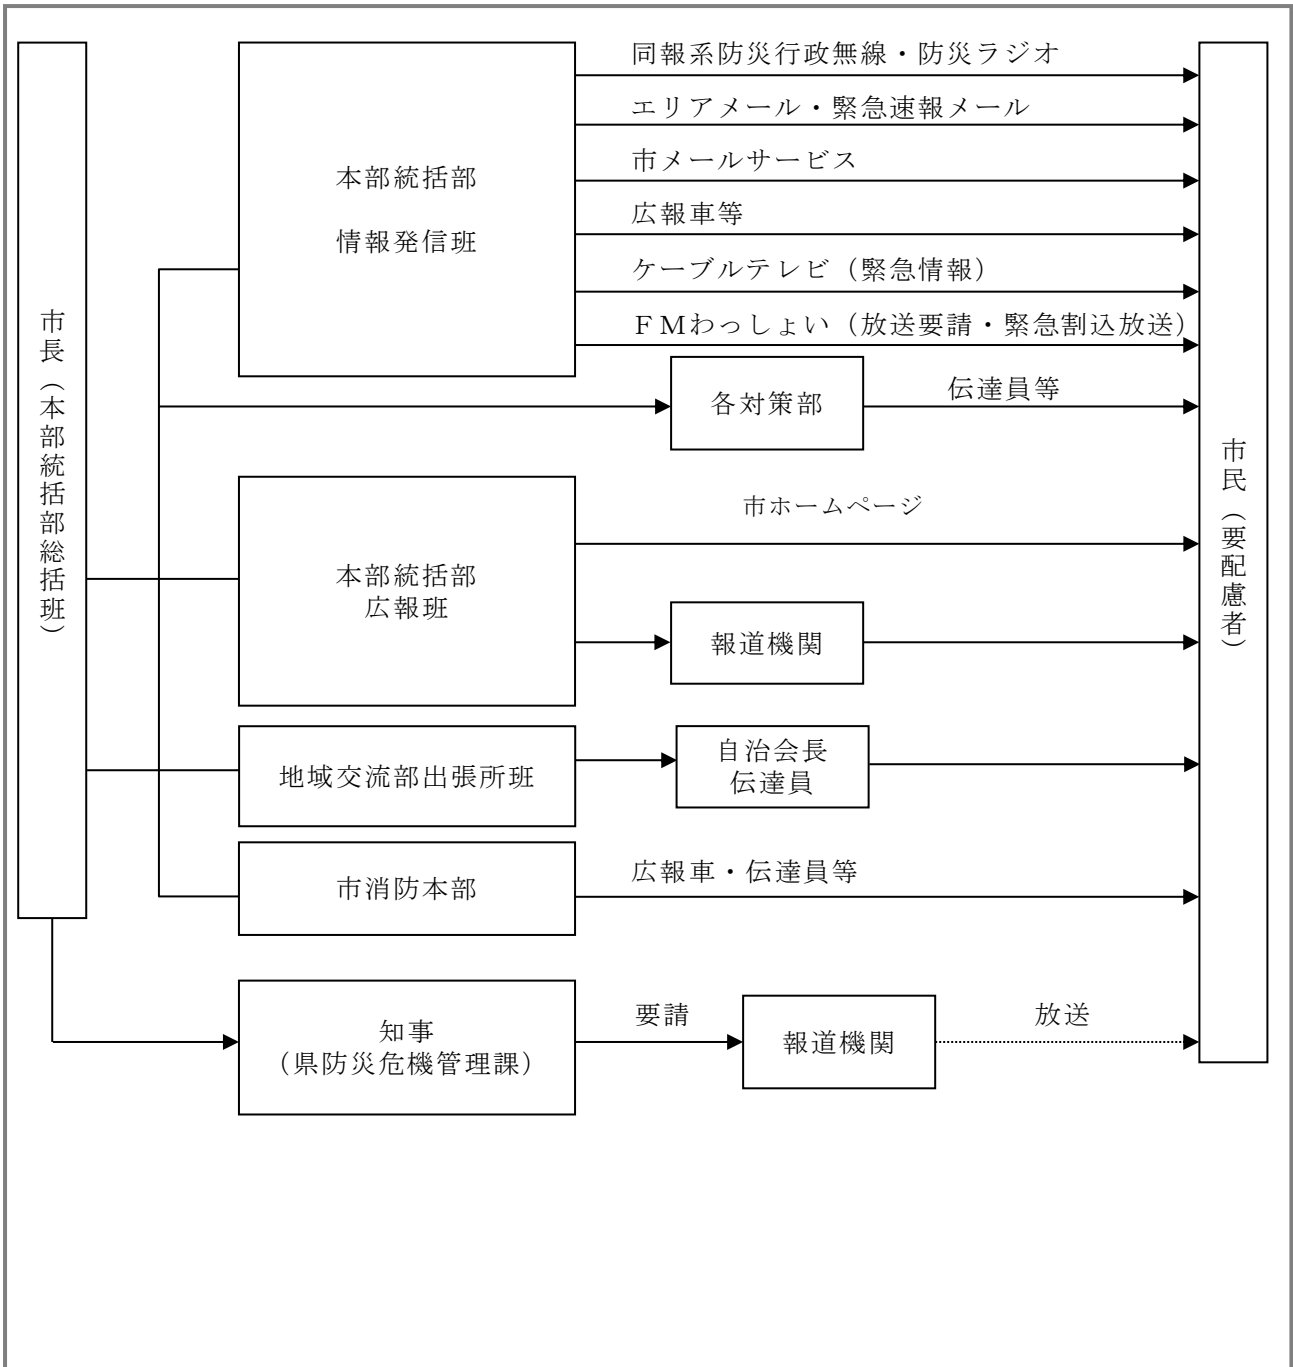 市長（本部統括部総括班）
本部統括部
情報発信班
同報系防災行政無線・防災ラジオ
エリアメール・緊急速報メール
市メールサービス
広報車等
ケーブルテレビ（緊急情報）
ＦＭわっしょい（放送要請・緊急割込放送）
各対策部
伝達員等
本部統括部
広報班
市ホームページ
報道機関
地域交流部出張所班
自治会長
伝達員
市消防本部
広報車・伝達員等
知事
（県防災危機管理課）
要請
報道機関
放送
市民（要配慮者）